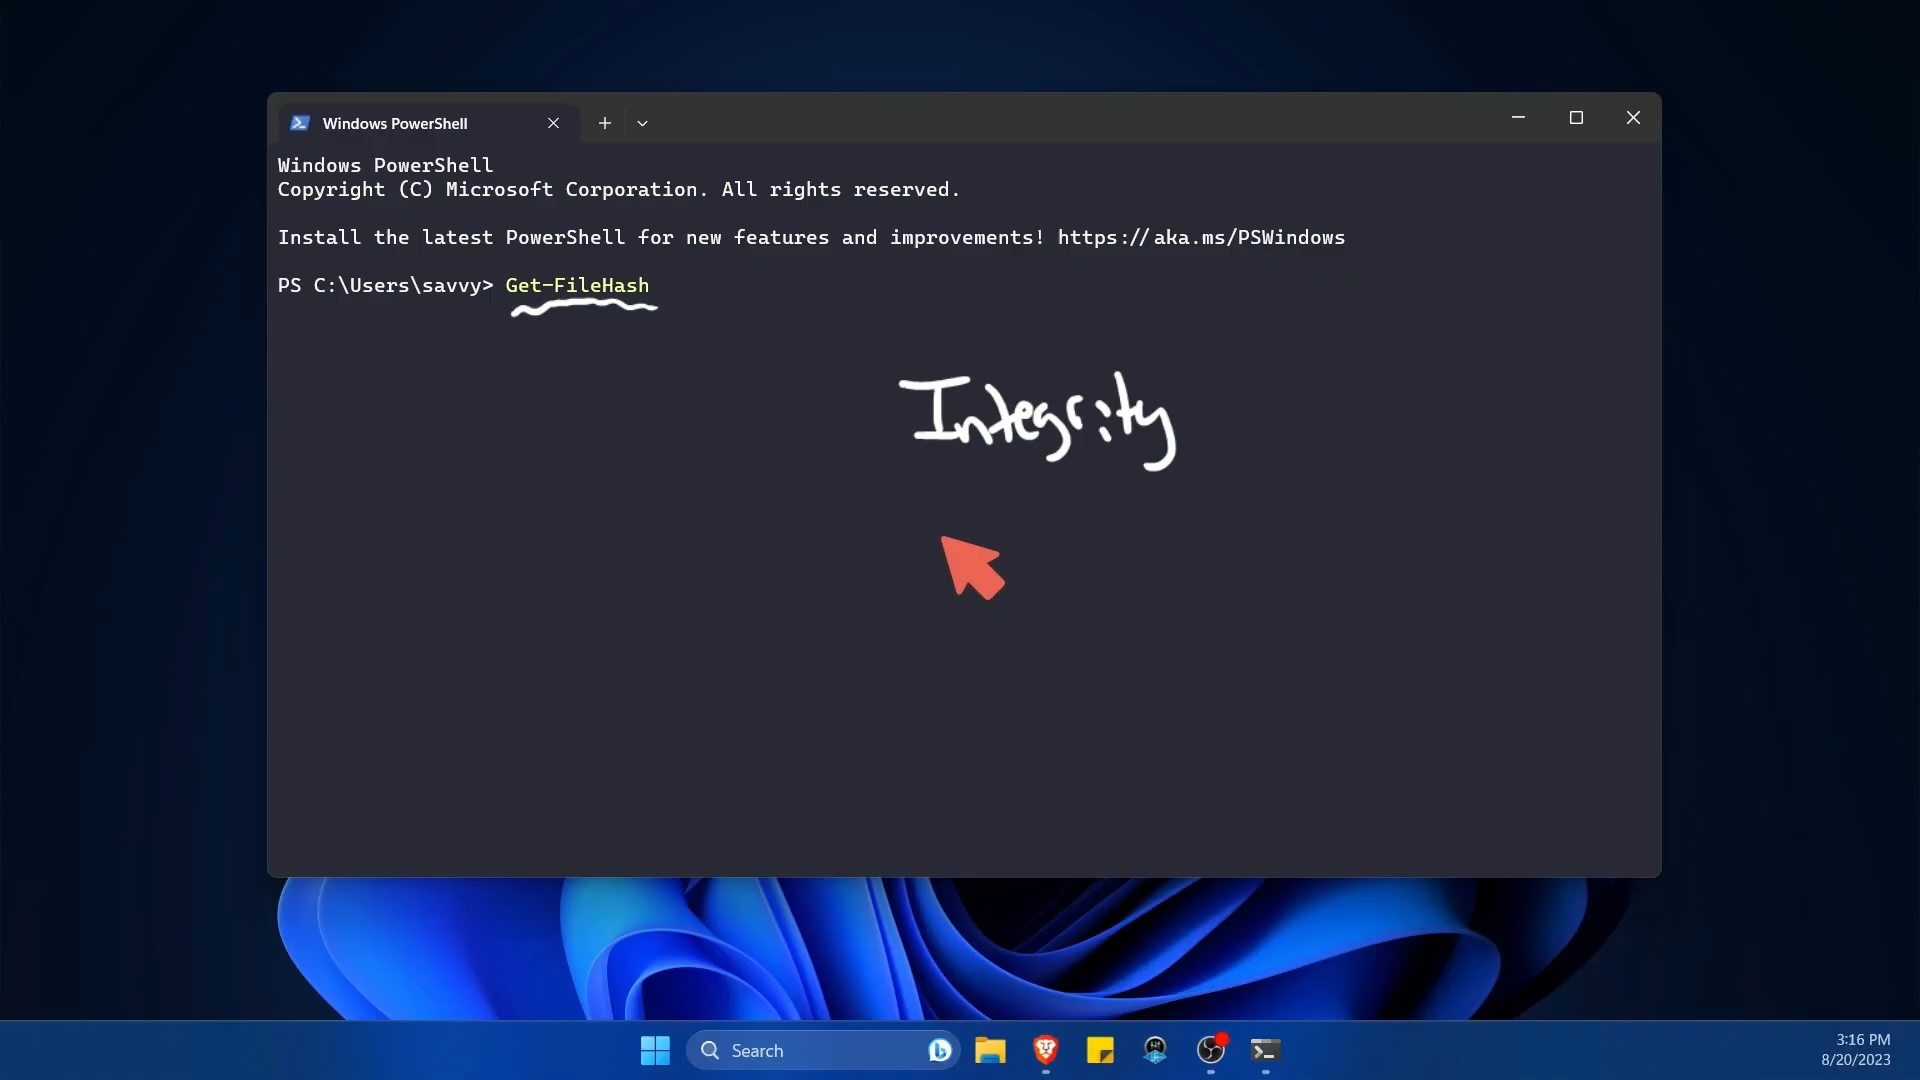 Windows PowerShell
Windows PowerShell
Copyright (C) Microsoft Corporation. All rights reserved.
Install the latest PowerShell for new features and improvements! https://aka.ms/PSWindows
PS C:\Users\savvy> Get-FileHash
Integrity
Search
3:16 PM
8/20/2023